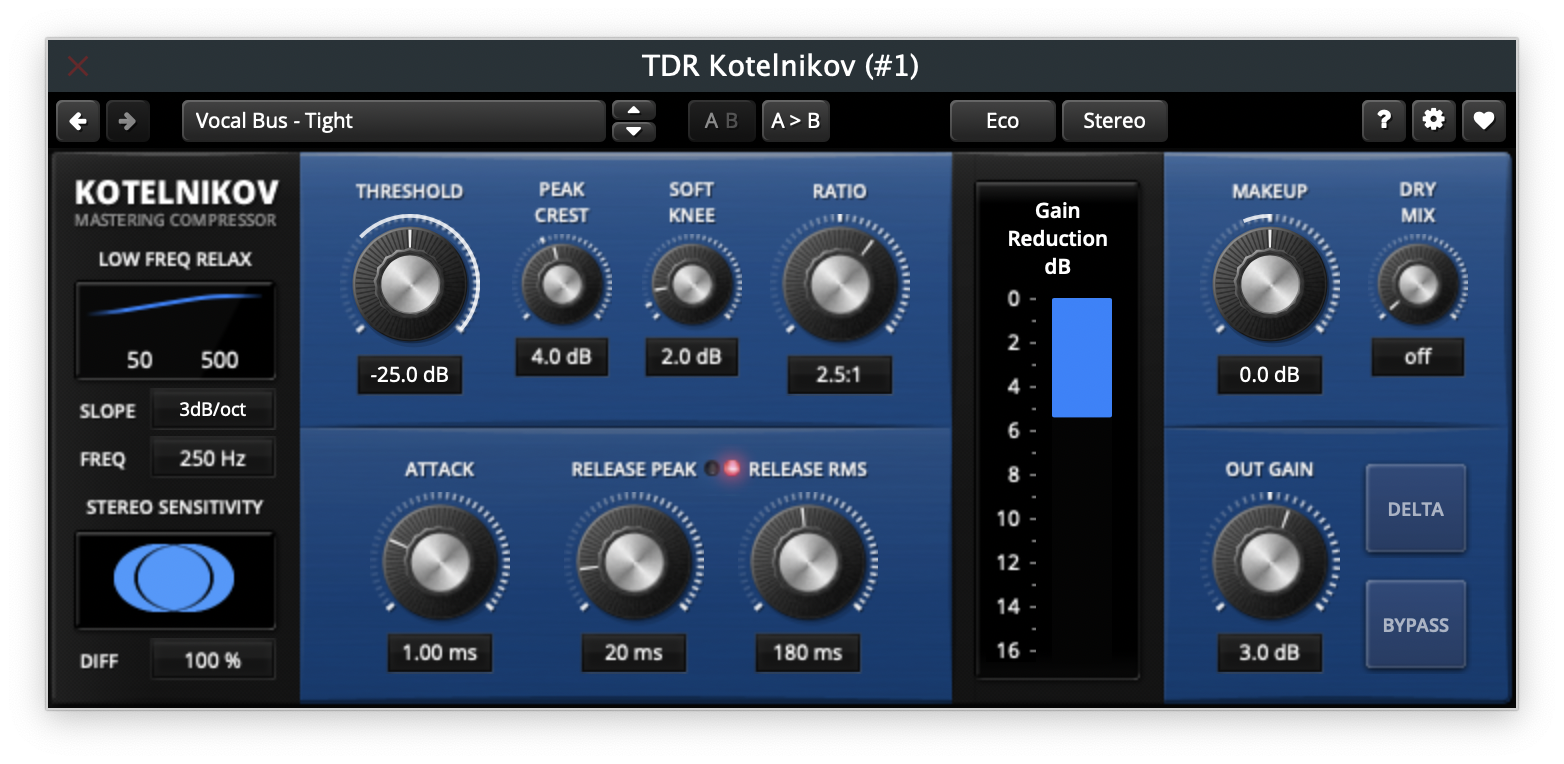 TDR Kotelnikov (#1)
Vocal Bus - Tight
A B
A > B
Eco
Stereo
?
KOTELNIKOV
MASTERING COMPRESSOR
LOW FREQ RELAX
50 500
SLOPE 3dB/oct
FREQ 250 Hz
STEREO SENSITIVITY
DIFF 100 %
THRESHOLD
-25.0 dB
PEAK
CREST
4.0 dB
SOFT
KNEE
2.0 dB
RATIO
2.5:1
ATTACK
1.00 ms
RELEASE PEAK
20 ms
RELEASE RMS
180 ms
Gain
Reduction
dB
0
2
4
6
8
10
12
14
16
MAKEUP
0.0 dB
DRY
MIX
off
OUT GAIN
3.0 dB
DELTA
BYPASS